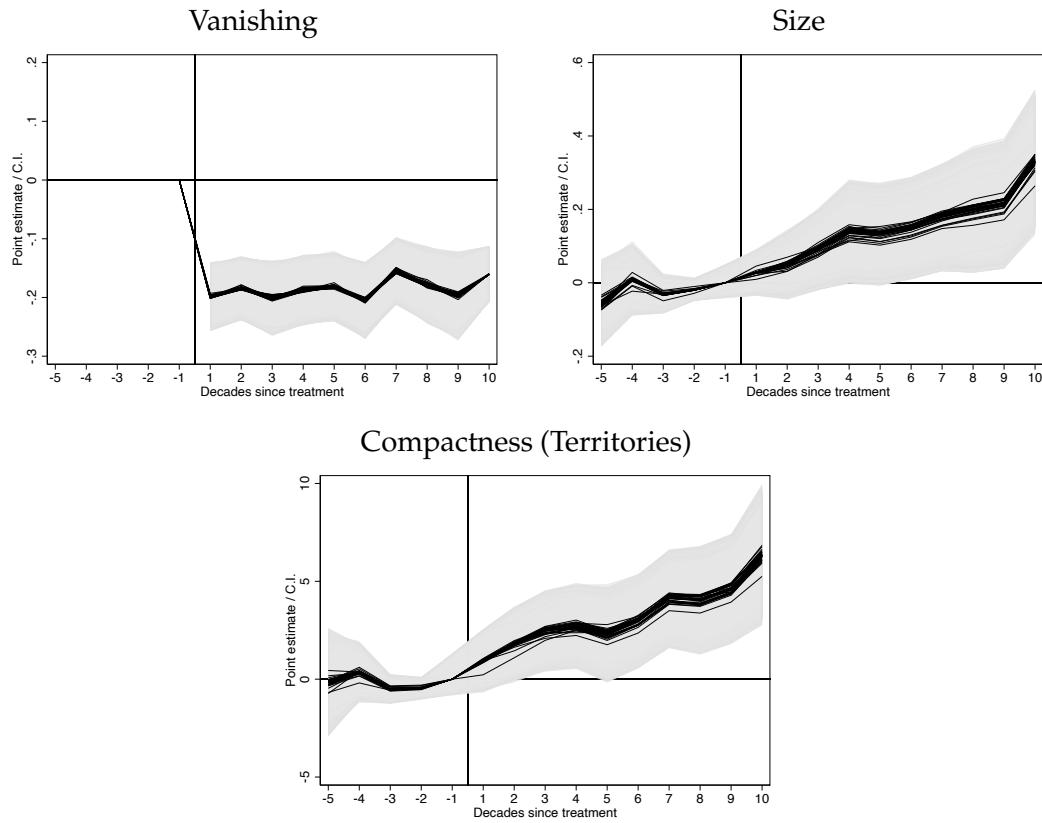 Vanishing
Point estimate / C.I.
.2
.1
0
-.1
-.2
-.3
-5 -4 -3 -2 -1 1 2 3 4 5 6 7 8 9 10
Decades since treatment
Size
Point estimate / C.I.
.6
.4
.2
0
-.2
-5 -4 -3 -2 -1 1 2 3 4 5 6 7 8 9 10
Decades since treatment
Compactness (Territories)
Point estimate / C.I.
10
5
0
-5
-5 -4 -3 -2 -1 1 2 3 4 5 6 7 8 9 10
Decades since treatment